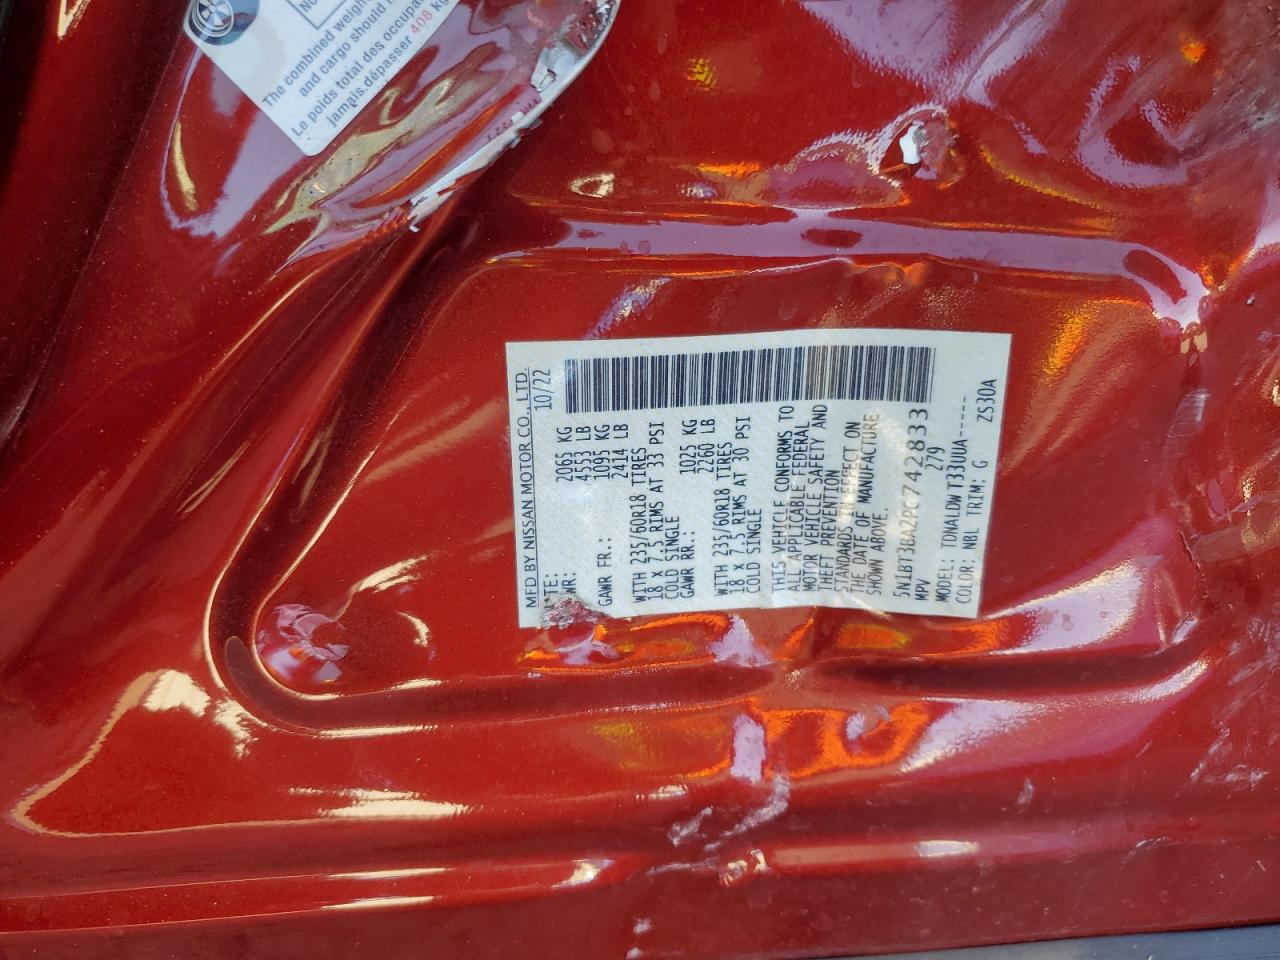 The combined weight
and cargo should
Le poids total des occupa
jamais dépasser 408 kg
MFD BY NISSAN MOTOR CO., LTD.
10/22
2065 KG
4553 LB
GAWR FR.: 1095 KG
2414 LB
WITH 235/60R18 TIRES
18 x 7.5 RIMS AT 33 PSI
COLD SINGLE
GAWR RR.: 1025 KG
2260 LB
WITH 235/60R18 TIRES
18 x 7.5 RIMS AT 30 PSI
COLD SINGLE
THIS VEHICLE CONFORMS TO
ALL APPLICABLE FEDERAL
MOTOR VEHICLE SAFETY AND
THEFT PREVENTION
STANDARDS IN EFFECT ON
THE DATE OF MANUFACTURE
SHOWN ABOVE.
5N1BT3BA2PC742833
MPV 279
MODEL: TDNALDWT33UUA-----
COLOR: NBL TRIM: G ZS30A